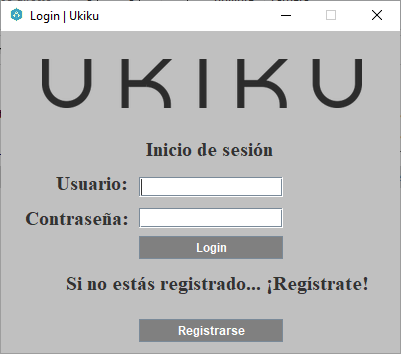 Login | Ukiku
UKIKU
Inicio de sesión
Usuario:
Contraseña:
Login
Si no estás registrado... ¡Regístrate!
Registrarse